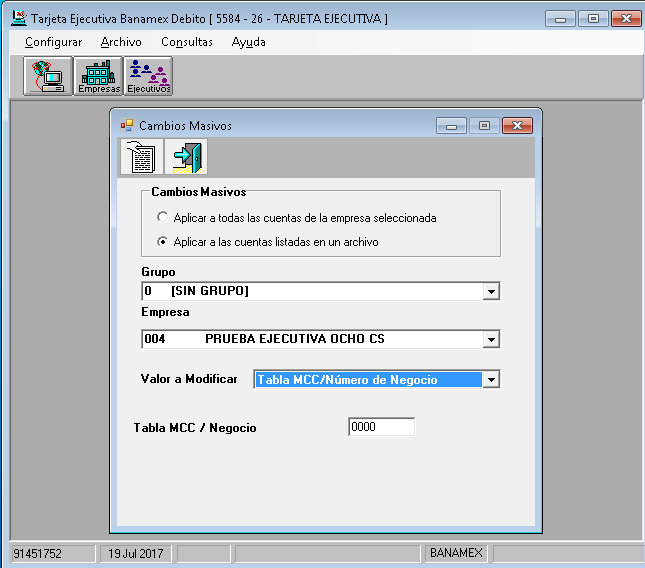 Tarjeta Ejecutiva Banamex Debito [ 5584 - 26 - TARJETA EJECUTIVA ]
Configurar Archivo Consultas Ayuda
Empresas Ejecutivos
Cambios Masivos
Cambios Masivos
Aplicar a todas las cuentas de la empresa seleccionada
Aplicar a las cuentas listadas en un archivo
Grupo
0 [SIN GRUPO]
Empresa
004 PRUEBA EJECUTIVA OCHO CS
Valor a Modificar Tabla MCC/Número de Negocio
Tabla MCC / Negocio 0000
91451752 19 Jul 2017 BANAMEX